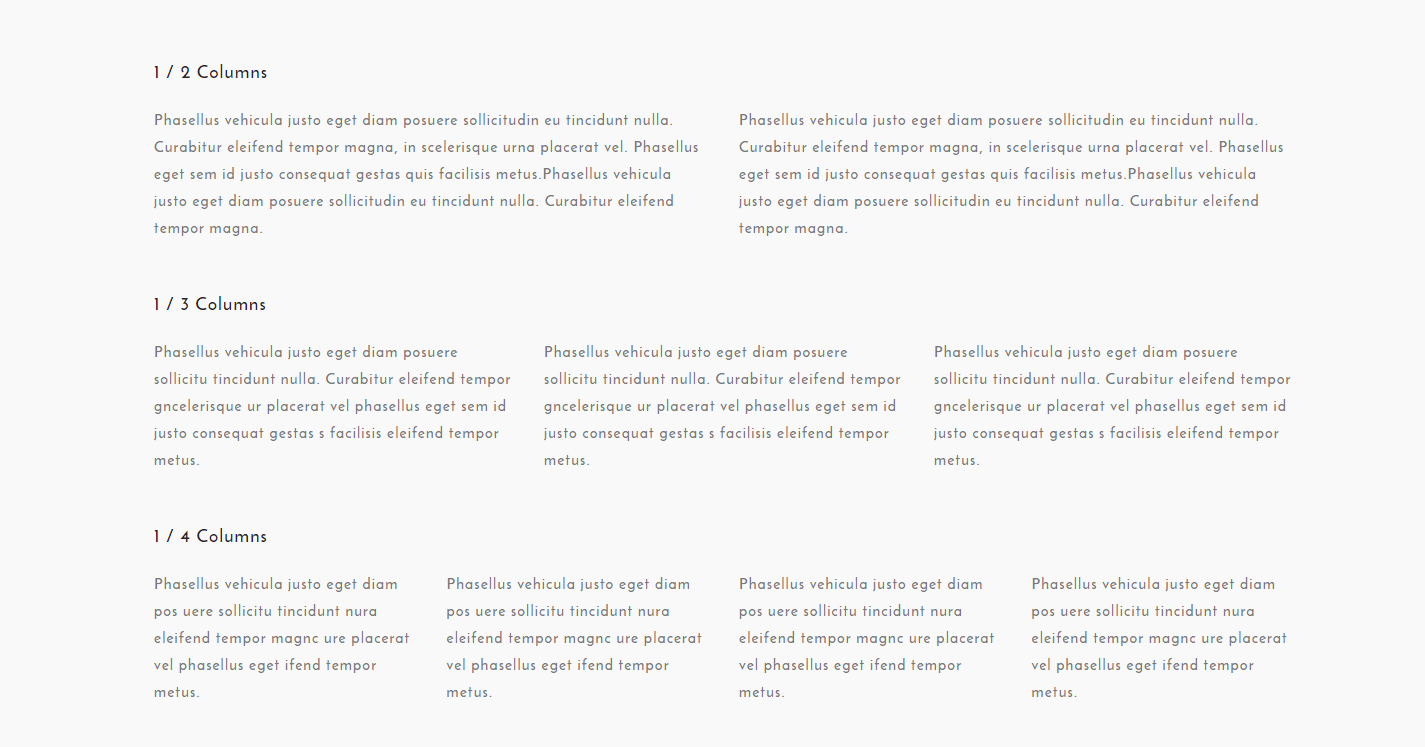 1 / 2 Columns
Phasellus vehicula justo eget diam posuere sollicitudin eu tincidunt nulla.
Curabitur eleifend tempor magna, in scelerisque urna placerat vel. Phasellus
eget sem id justo consequat gestas quis facilisis metus.Phasellus vehicula
justo eget diam posuere sollicitudin eu tincidunt nulla. Curabitur eleifend
tempor magna.
Phasellus vehicula justo eget diam posuere sollicitudin eu tincidunt nulla.
Curabitur eleifend tempor magna, in scelerisque urna placerat vel. Phasellus
eget sem id justo consequat gestas quis facilisis metus.Phasellus vehicula
justo eget diam posuere sollicitudin eu tincidunt nulla. Curabitur eleifend
tempor magna.
1 / 3 Columns
Phasellus vehicula justo eget diam posuere
sollicitu tincidunt nulla. Curabitur eleifend tempor
gncelerisque ur placerat vel phasellus eget sem id
justo consequat gestas s facilisis eleifend tempor
metus.
Phasellus vehicula justo eget diam posuere
sollicitu tincidunt nulla. Curabitur eleifend tempor
gncelerisque ur placerat vel phasellus eget sem id
justo consequat gestas s facilisis eleifend tempor
metus.
Phasellus vehicula justo eget diam posuere
sollicitu tincidunt nulla. Curabitur eleifend tempor
gncelerisque ur placerat vel phasellus eget sem id
justo consequat gestas s facilisis eleifend tempor
metus.
1 / 4 Columns
Phasellus vehicula justo eget diam
pos uere sollicitu tincidunt nura
eleifend tempor magnc ure placerat
vel phasellus eget ifend tempor
metus.
Phasellus vehicula justo eget diam
pos uere sollicitu tincidunt nura
eleifend tempor magnc ure placerat
vel phasellus eget ifend tempor
metus.
Phasellus vehicula justo eget diam
pos uere sollicitu tincidunt nura
eleifend tempor magnc ure placerat
vel phasellus eget ifend tempor
metus.
Phasellus vehicula justo eget diam
pos uere sollicitu tincidunt nura
eleifend tempor magnc ure placerat
vel phasellus eget ifend tempor
metus.